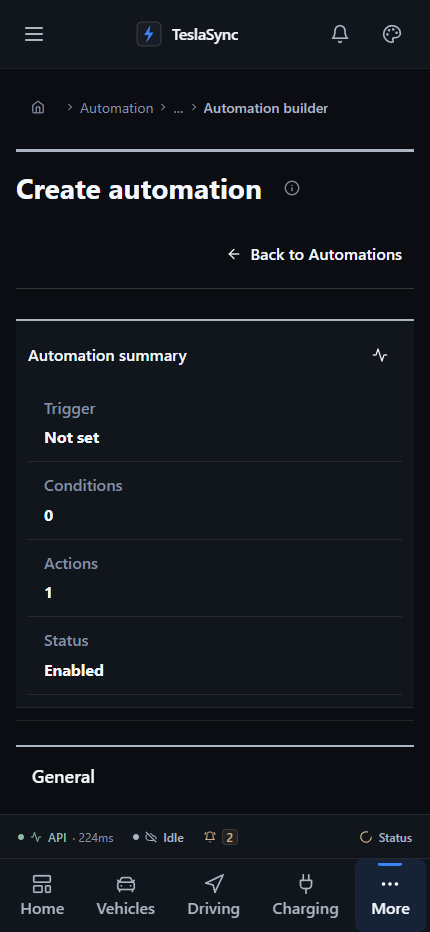 TeslaSync
Automation ... Automation builder
Create automation
Back to Automations
Automation summary
Trigger
Not set
Conditions
0
Actions
1
Status
Enabled
General
API · 224ms Idle 2 Status
Home Vehicles Driving Charging More